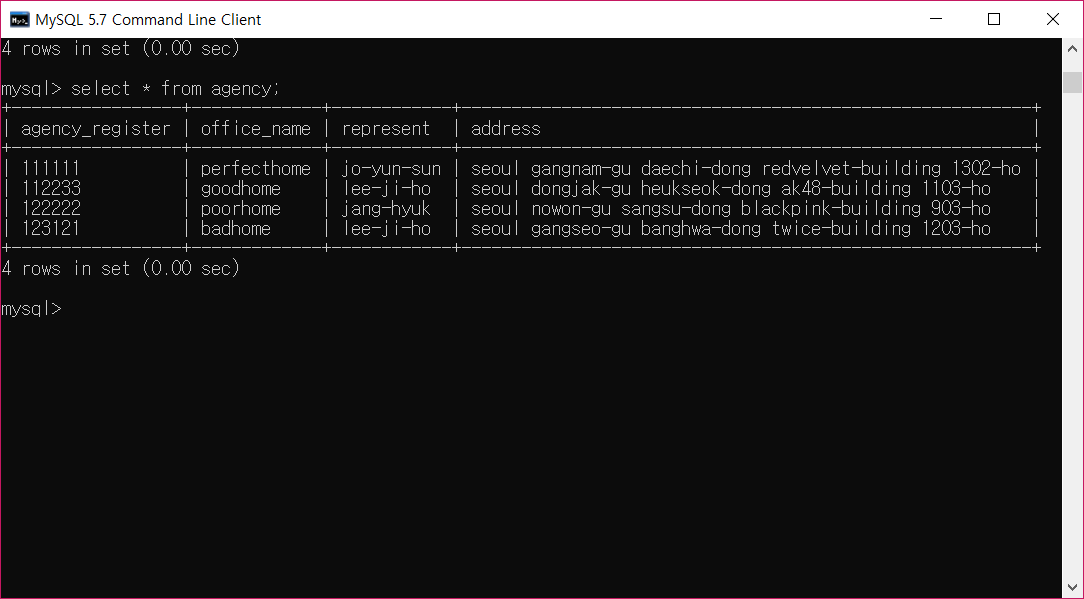 MySQL 5.7 Command Line Client
4 rows in set (0.00 sec)
mysql> select * from agency;
+-----------------+-------------+------------+---------------------------------------------------------+
| agency_register | office_name | represent  | address                                                 |
+-----------------+-------------+------------+---------------------------------------------------------+
| 111111          | perfecthome | jo-yun-sun | seoul gangnam-gu daechi-dong redvelvet-building 1302-ho |
| 112233          | goodhome    | lee-ji-ho  | seoul dongjak-gu heukseok-dong ak48-building 1103-ho    |
| 122222          | poorhome    | jang-hyuk  | seoul nowon-gu sangsu-dong blackpink-building 903-ho    |
| 123121          | badhome     | lee-ji-ho  | seoul gangseo-gu banghwa-dong twice-building 1203-ho    |
+-----------------+-------------+------------+---------------------------------------------------------+
4 rows in set (0.00 sec)
mysql>